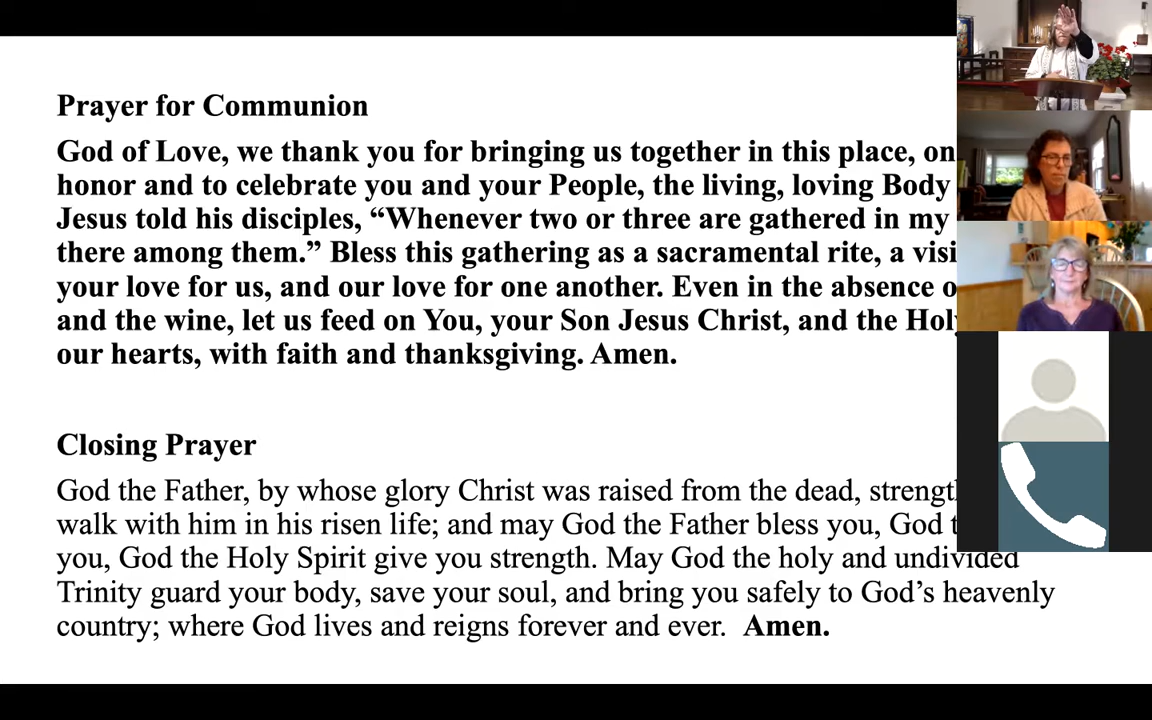 Prayer for Communion
God of Love, we thank you for bringing us together in this place, on
honor and to celebrate you and your People, the living, loving Body
Jesus told his disciples, “Whenever two or three are gathered in my
there among them.” Bless this gathering as a sacramental rite, a
your love for us, and our love for one another. Even in the absence
and the wine, let us feed on You, your Son Jesus Christ, and the
our hearts, with faith and thanksgiving. Amen.
Closing Prayer
God the Father, by whose glory Christ was raised from the dead,
walk with him in his risen life; and may God the Father bless you, God
you, God the Holy Spirit give you strength. May God the holy and undivided
Trinity guard your body, save your soul, and bring you safely to God’s heavenly
country; where God lives and reigns forever and ever. Amen.